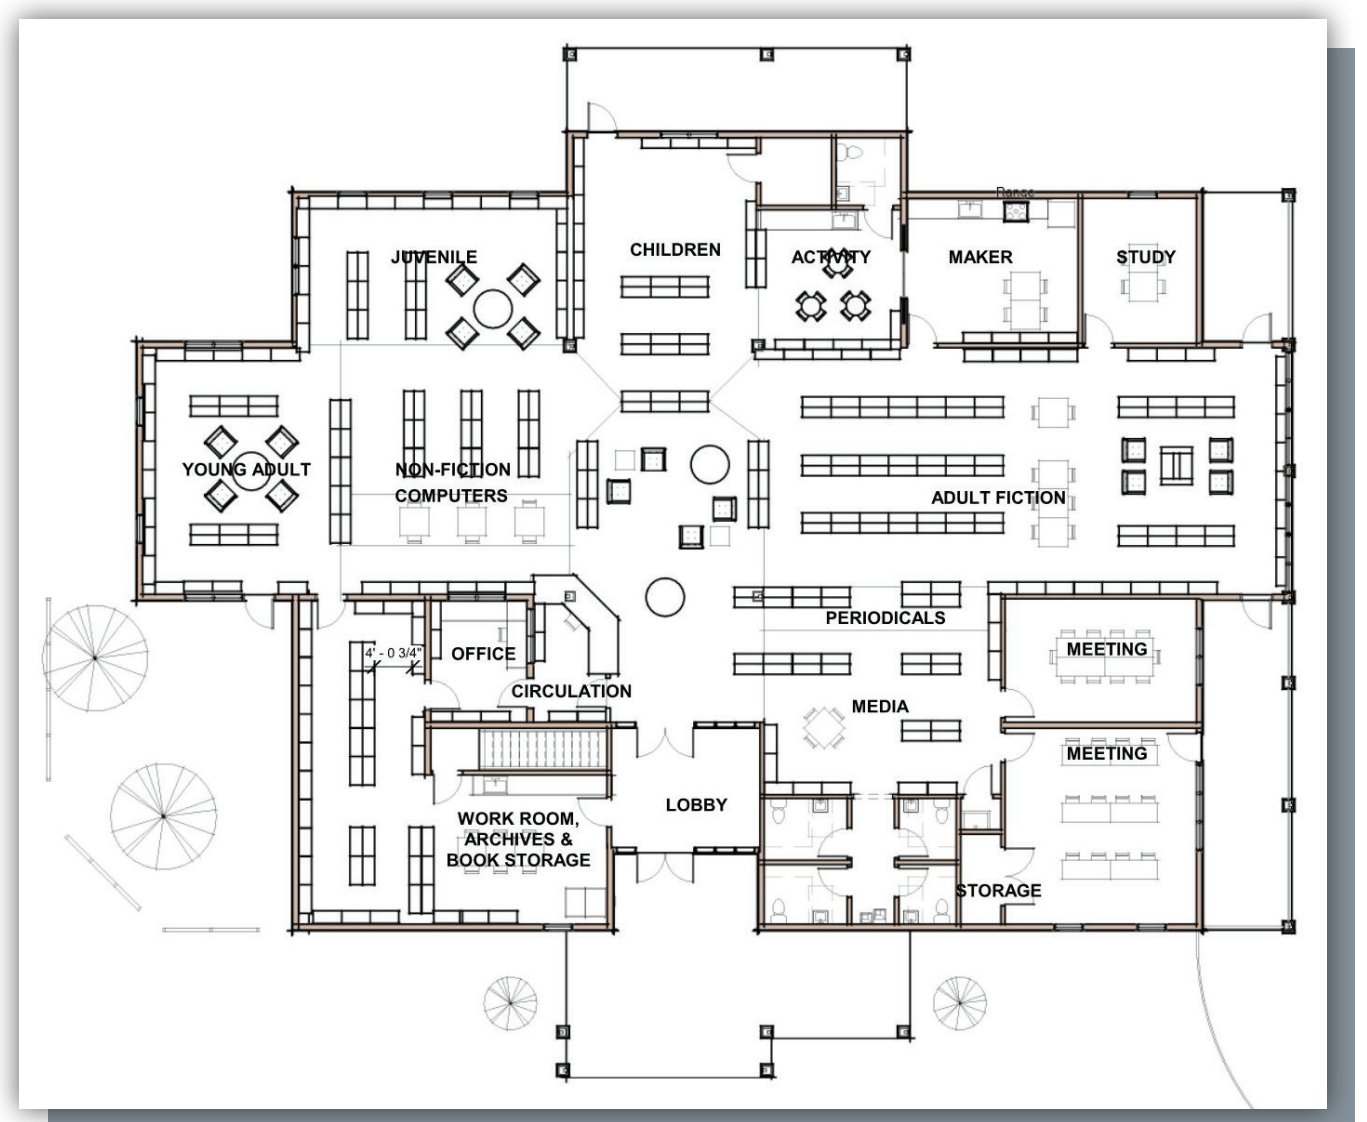 Range
JUVENILE
CHILDREN
ACTIVITY
MAKER
STUDY
YOUNG ADULT
NON-FICTION
COMPUTERS
ADULT FICTION
PERIODICALS
4' - 0 3/4"
OFFICE
MEETING
CIRCULATION
MEDIA
MEETING
LOBBY
WORK ROOM,
ARCHIVES &
BOOK STORAGE
STORAGE